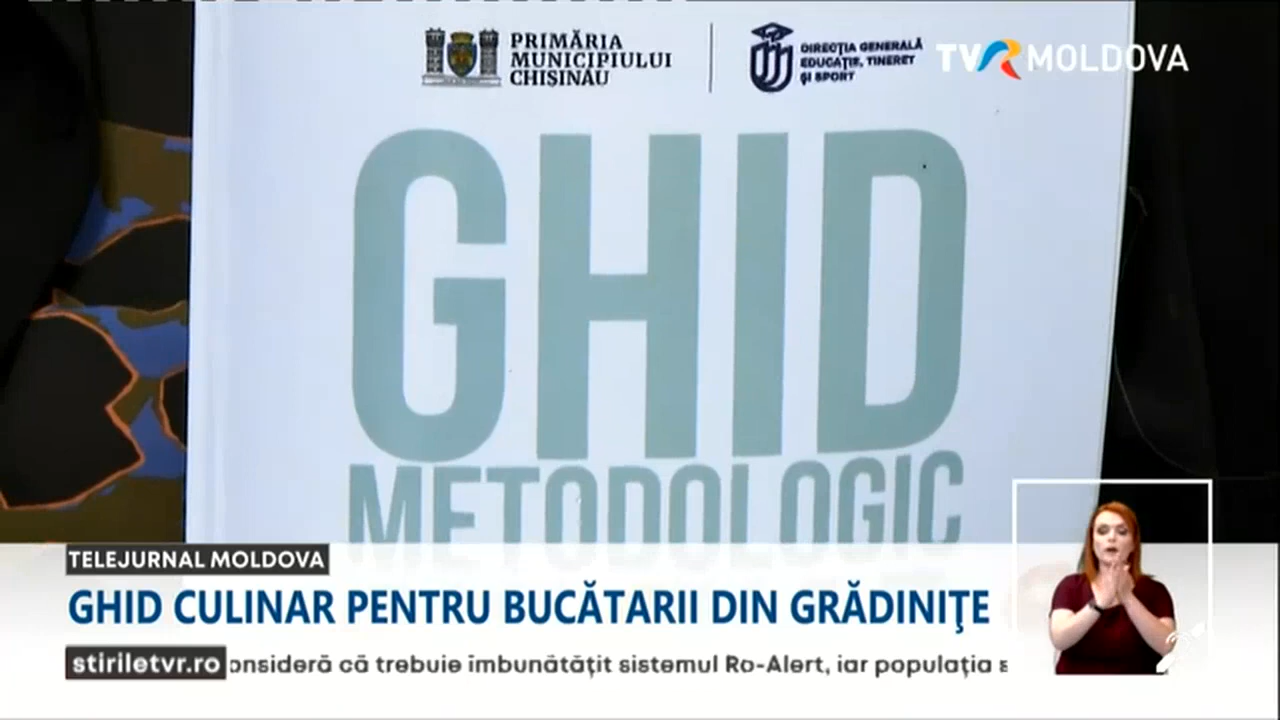 PRIMĂRIA
MUNICIPIULUI
CHIȘINĂU
DIRECȚIA GENERALĂ
EDUCAȚIE, TINERET
ȘI SPORT
TVR MOLDOVA
GHID
METODOLOGIC
TELEJURNAL MOLDOVA
GHID CULINAR PENTRU BUCĂTARII DIN GRĂDINIŢE
stiriletvr.ro
onsideră că trebuie îmbunătățit sistemul Ro-Alert, iar populația